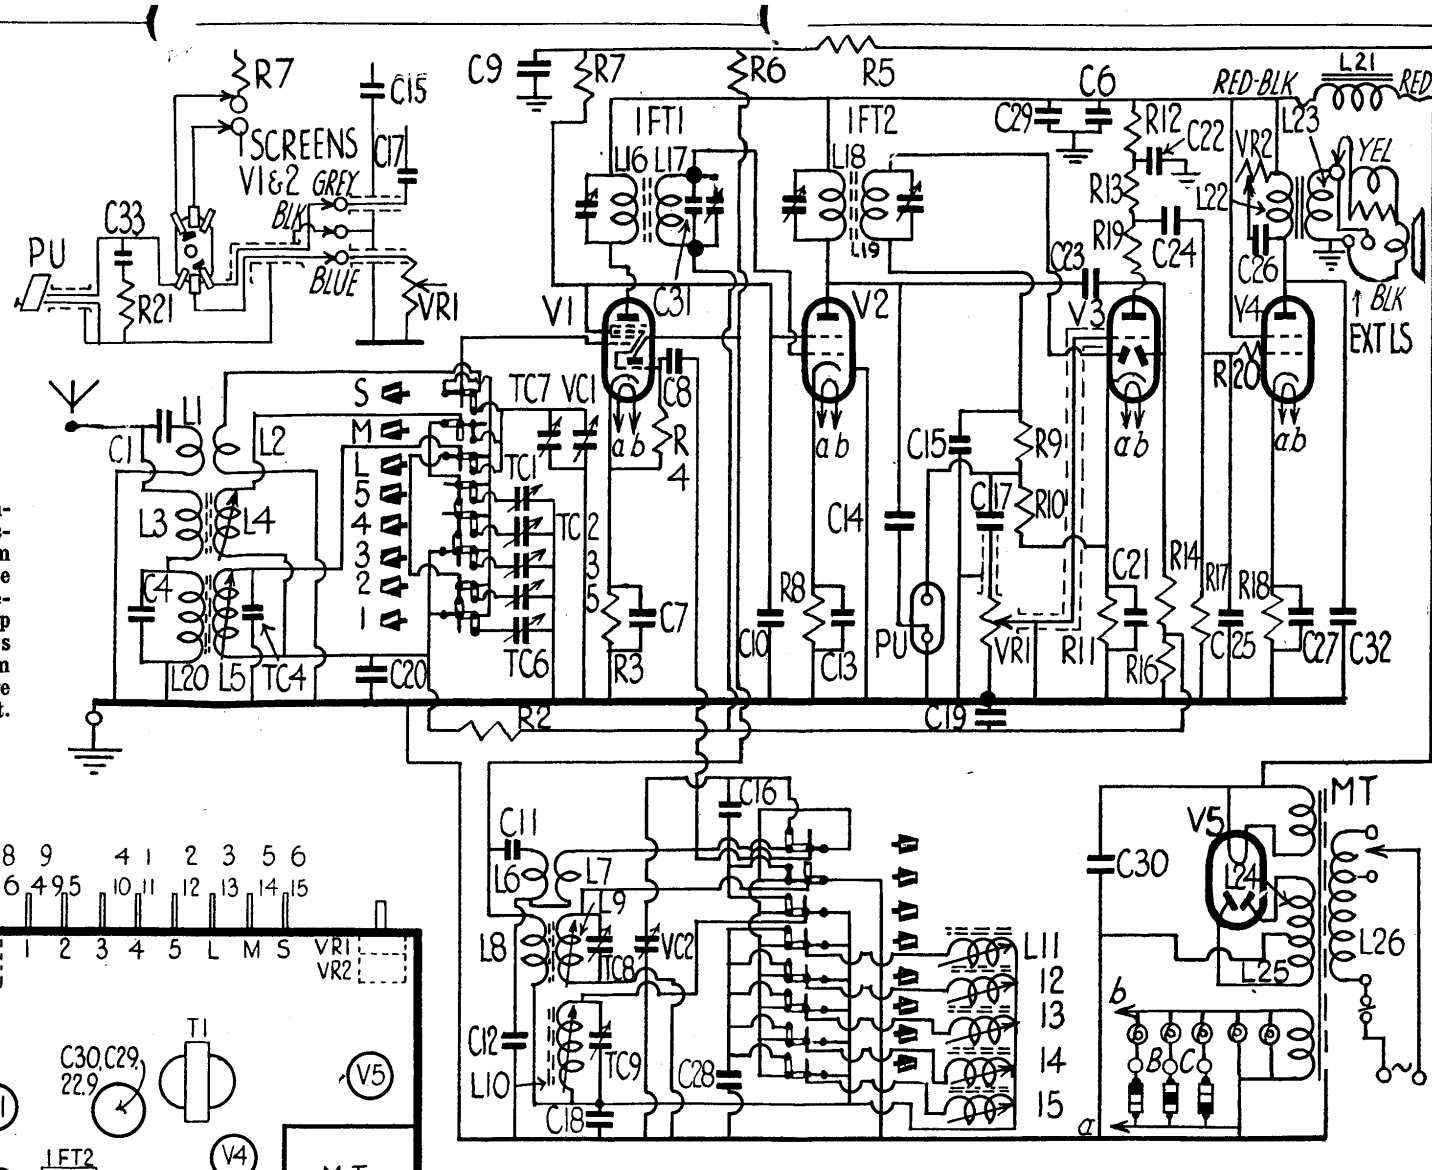 R7
C15
SCREENS
V1&2
GREY
C17
BLK
C33
PU
R21
BLUE
VR1
C9
R7
R6
R5
C6
RED-BLK
L21
RED
1FT1
1FT2
C29
R12
C22
L23
VR2
YEL
L16
L17
L18
R13
L22
R19
C24
L19
C23
C26
V1
C31
V2
V3
V4
BLK
EXT LS
C8
R20
S
M
L
5
4
3
2
1
TC7
VC1
a b
R4
a b
a b
a b
L1
C1
L2
TC1
C15
R9
L3
L4
TC2
C14
C17
R10
C4
3
5
R8
C21
R14
R17
R18
C7
C10
PU
VR1
R11
R16
C25
C27
C32
L20
L5
TC4
C20
TC6
R3
C13
R2
C19
C16
MT
C11
V5
L6
L7
C30
L24
L9
L8
TC8
VC2
L11
12
13
14
15
L25
L26
C12
L10
TC9
C28
C18
b
B
C
a
~
8 9 4 1 2 3 5 6
6 4 9,5 10 11 12 13 14 15
1 2 3 4 5 L M S VR1
VR2
T1
C30,C29,
22.9
V5
V4
1FT2
MT
m
e
p
s
m
re
t.